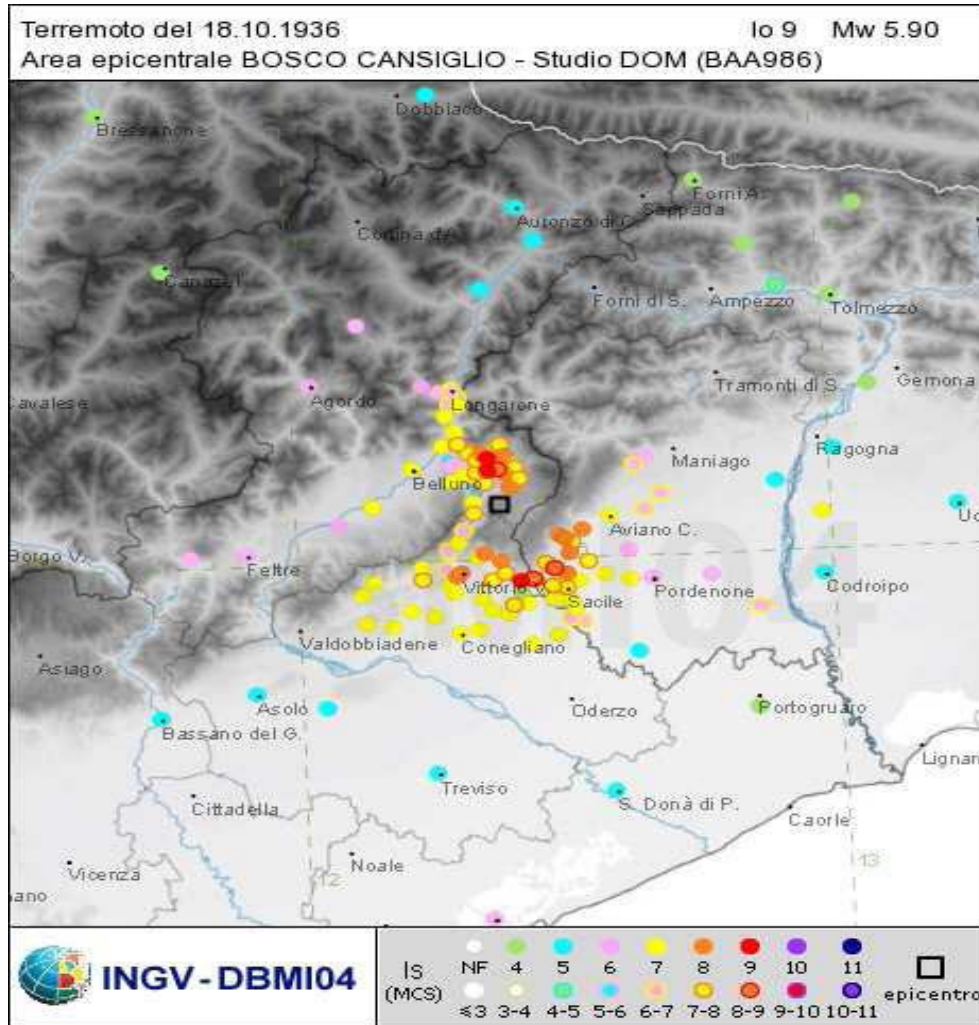 Terremoto del 18.10.1936 Io 9 Mw 5.90
Area epicentrale BOSCO CANSIGLIO - Studio DOM (BAA986)
Dobbiaco
Bressanone
Forni A.
Sappada
Auronzo di C.
Cortina d'A.
Canazei
Forni di S.
Ampezzo
Tolmezzo
Tramonti di S.
Gemona
Cavalese
Agordo
Longarone
Ragogna
Maniago
Belluno
Aviano C.
Borgo V.
Feltre
Vittorio V.
Sacile
Pordenone
Codroipo
Valdobbiadene
Conegliano
Asiago
Asolo
Oderzo
Portogruaro
Bassano del G.
Lignan
Treviso
Cittadella
S. Donà di P.
Caorle
Vicenza
Noale
12
13
ano
INGV-DBMI04
Is NF 4 5 6 7 8 9 10 11
(MCS) ≤3 3-4 4-5 5-6 6-7 7-8 8-9 9-10 10-11 epicentro